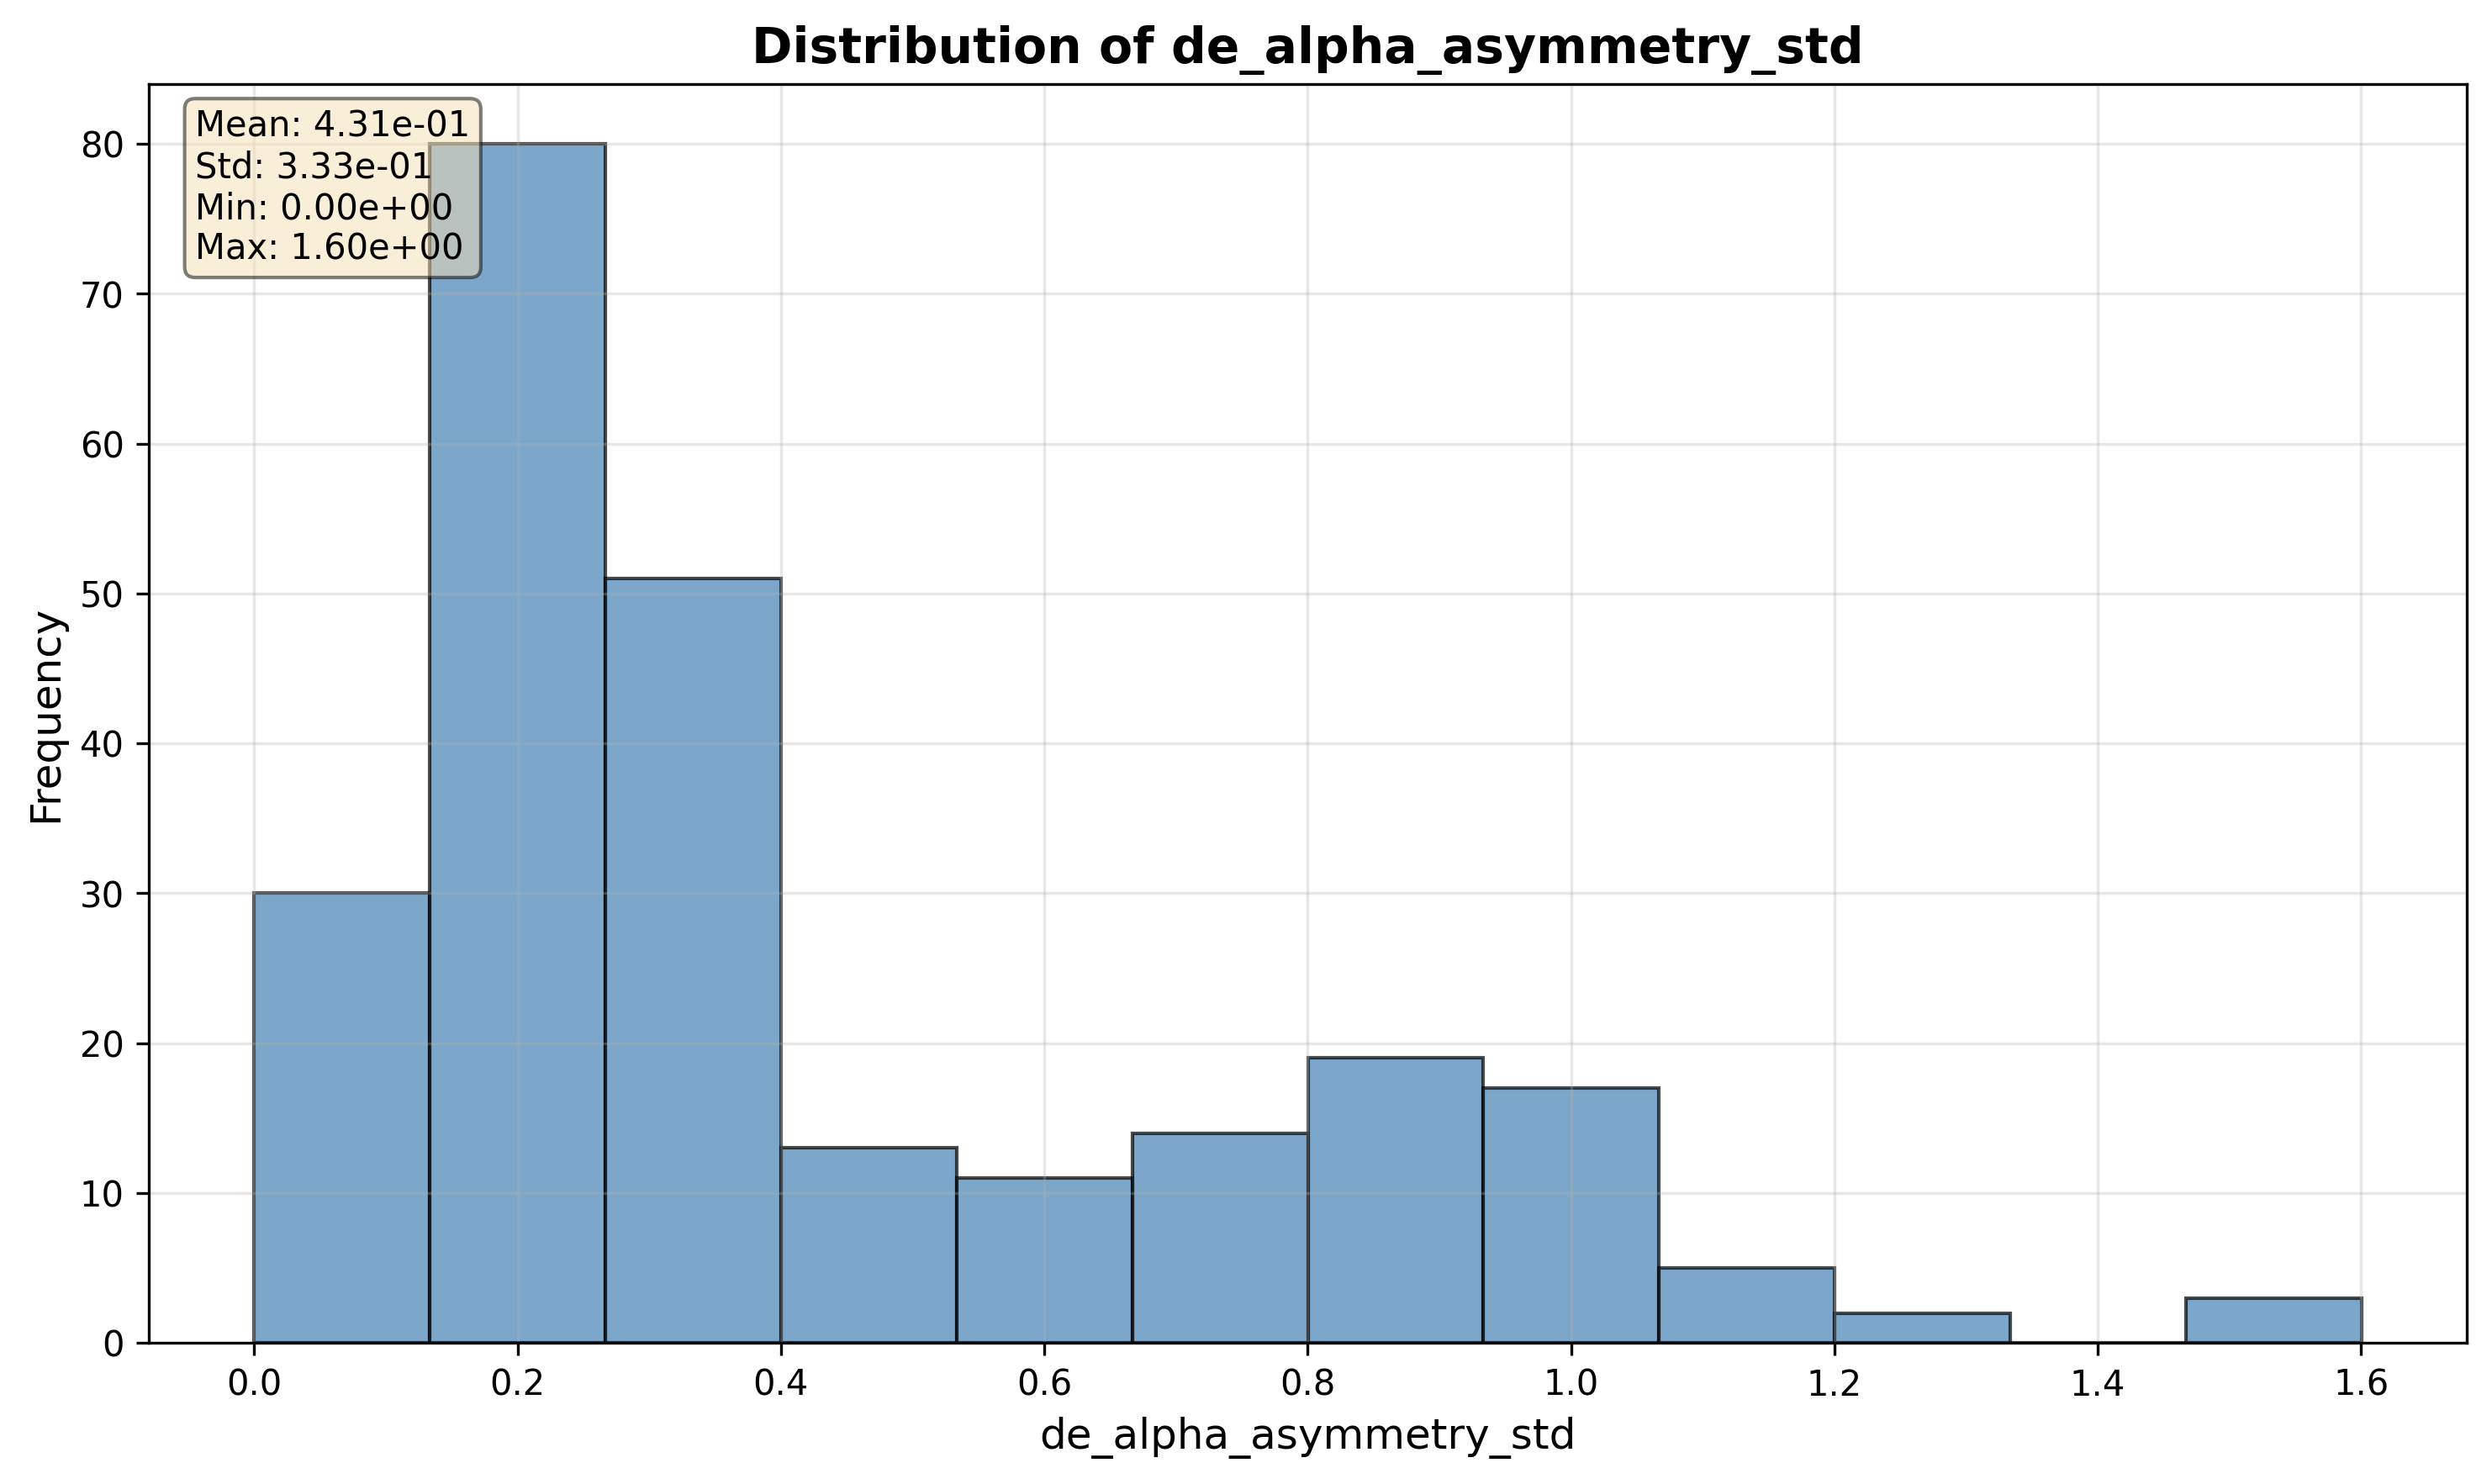 Distribution of de_alpha_asymmetry_std
Mean: 4.31e-01
Std: 3.33e-01
Min: 0.00e+00
Max: 1.60e+00
80
70
60
50
40
30
20
10
0
Frequency
0.0 0.2 0.4 0.6 0.8 1.0 1.2 1.4 1.6
de_alpha_asymmetry_std